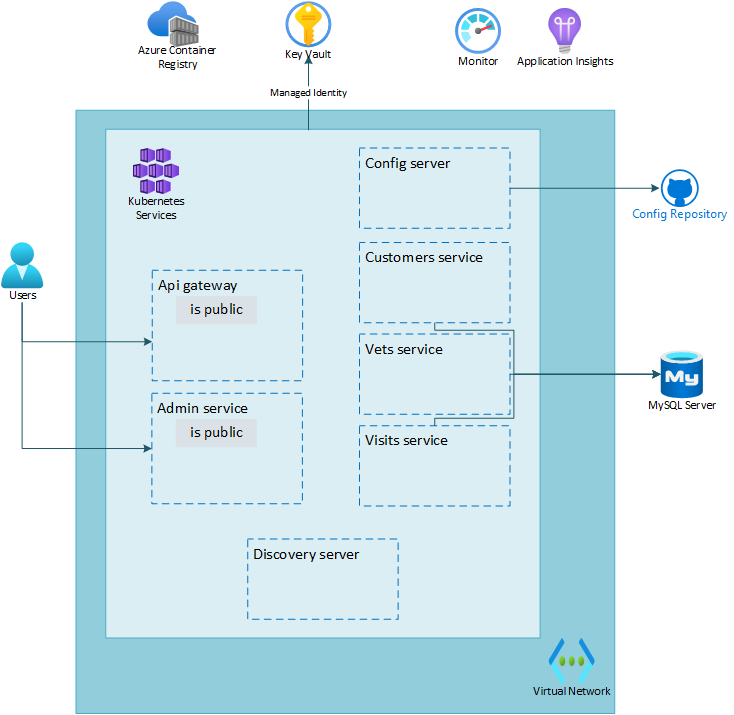 Azure Container
Registry
Key Vault
Monitor
Application Insights
Managed Identity
Kubernetes
Services
Config server
Config Repository
Customers service
Users
Api gateway
is public
Vets service
My
MySQL Server
Admin service
is public
Visits service
Discovery server
Virtual Network